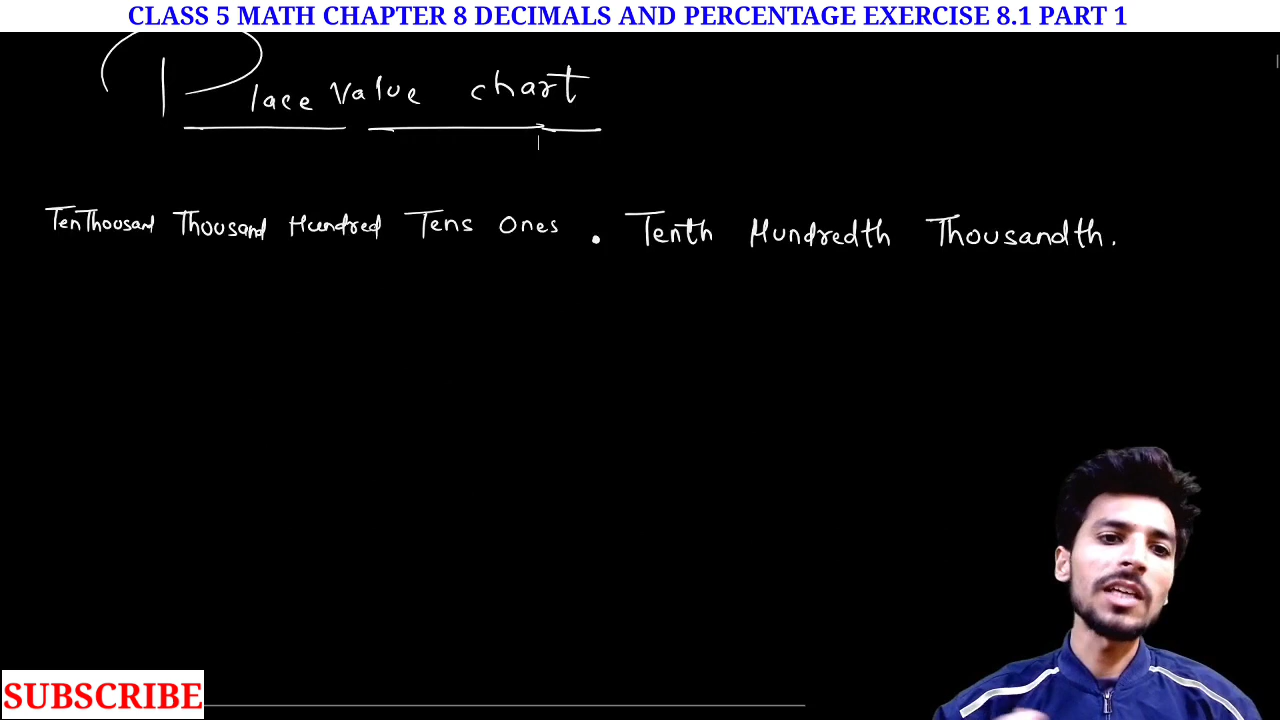 CLASS 5 MATH CHAPTER 8 DECIMALS AND PERCENTAGE EXERCISE 8.1 PART 1
Place value chart
TenThousand Thousand Hundred Tens Ones . Tenth Hundredth Thousandth.
SUBSCRIBE